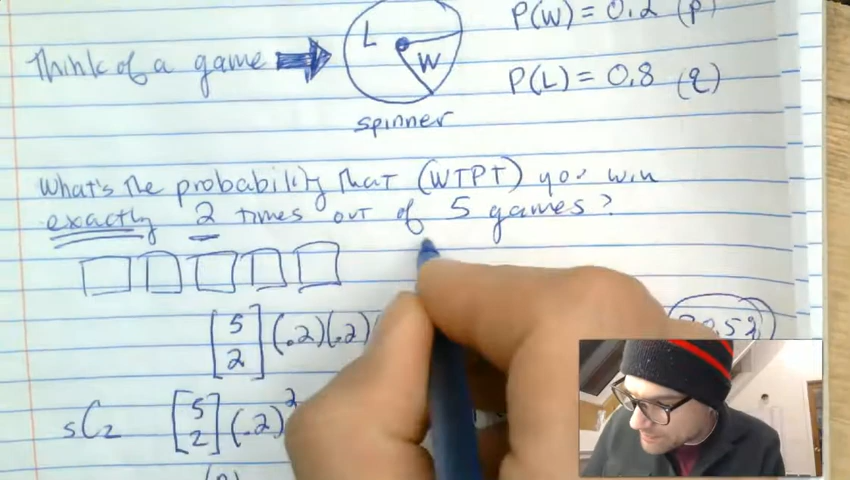 P(W) = 0.2 (p)
Think of a game
L
W
P(L) = 0.8 (q)
spinner
What's the probability that (WTPT) you win
exactly 2 times out of 5 games?
[5 2] (.2)(.2)
5C2 [5 2] (.2)²